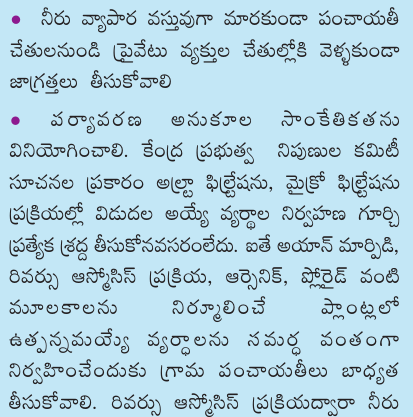 • నీరు వ్యాపార వస్తువుగా మారకుండా పంచాయతీ
చేతులనుండి ప్రైవేటు వ్యక్తుల చేతుల్లోకి వెళ్ళకుండా
జాగ్రత్తలు తీసుకోవాలి
• వర్యావరణ అనుకూల సాంకేతికతను
వినియోగించాలి. కేంద్ర ప్రభుత్వ నిపుణుల కమిటీ
సూచనల ప్రకారం అల్ట్రా ఫిల్ట్రేషను, మైక్రో ఫిల్ట్రేషను
ప్రక్రియల్లో విడుదల అయ్యే వ్యర్థాల నిర్వహణ గూర్చి
ప్రత్యేక శ్రద్ద తీసుకోనవసరంలేదు. ఐతే అయాన్ మార్పిడి,
రివర్సు ఆస్మోసిస్ ప్రక్రియ, ఆర్సెనిక్, ఫ్లోరైడ్ వంటి
మూలకాలను నిర్మూలించే ప్లాంట్లలో
ఉత్పన్నమయ్యే వ్యర్ధాలను నమర్ధ వంతంగా
నిర్వహించేందుకు గ్రామ పంచాయతీలు బాధ్యత
తీసుకోవాలి. రివర్సు ఆస్మోసిస్ ప్రక్రియద్వారా నీరు